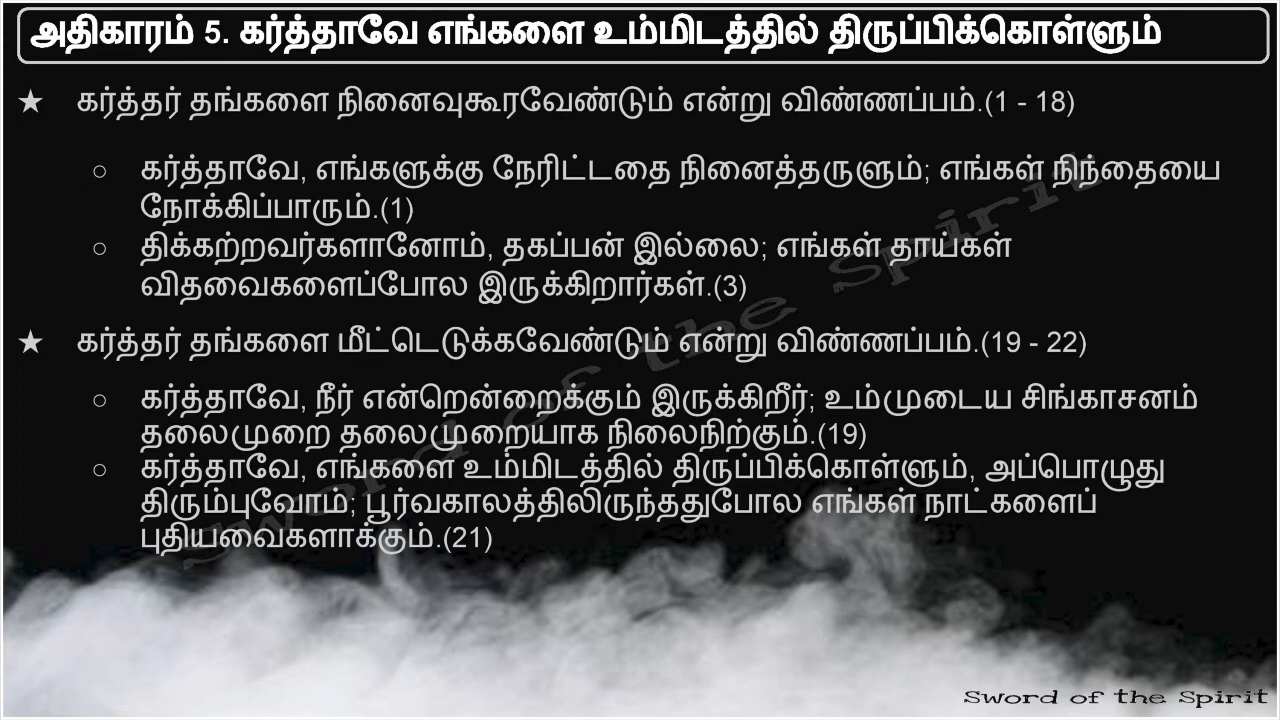 அதிகாரம் 5. கர்த்தாவே எங்களை உம்மிடத்தில் திருப்பிக்கொள்ளும்
★ கர்த்தர் தங்களை நினைவுகூரவேண்டும் என்று விண்ணப்பம்.(1 - 18)
○ கர்த்தாவே, எங்களுக்கு நேரிட்டதை நினைத்தருளும்; எங்கள் நிந்தையை
நோக்கிப்பாரும்.(1)
○ திக்கற்றவர்களானோம், தகப்பன் இல்லை; எங்கள் தாய்கள்
விதவைகளைப்போல இருக்கிறார்கள்.(3)
★ கர்த்தர் தங்களை மீட்டெடுக்கவேண்டும் என்று விண்ணப்பம்.(19 - 22)
○ கர்த்தாவே, நீர் என்றென்றைக்கும் இருக்கிறீர்; உம்முடைய சிங்காசனம்
தலைமுறை தலைமுறையாக நிலைநிற்கும்.(19)
○ கர்த்தாவே, எங்களை உம்மிடத்தில் திருப்பிக்கொள்ளும், அப்பொழுது
திரும்புவோம்; பூர்வகாலத்திலிருந்ததுபோல எங்கள் நாட்களைப்
புதியவைகளாக்கும்.(21)
Sword of the Spirit
Sword of the Spirit